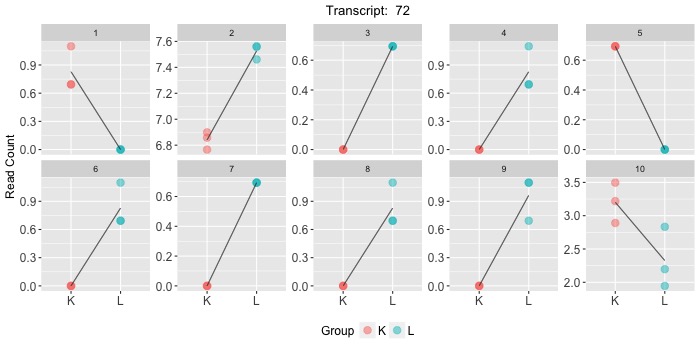 Transcript: 72
1 2 3 4 5
0.9 0.6 0.3 0.0
7.6 7.2 7.0 6.8
0.6 0.4 0.2 0.0
0.9 0.6 0.3 0.0
0.6 0.4 0.2 0.0
Read Count
6 7 8 9 10
0.9 0.6 0.3 0.0
0.6 0.4 0.2 0.0
0.9 0.6 0.3 0.0
0.9 0.6 0.3 0.0
3.5 3.0 2.5 2.0
K L K L K L K L K L
Group K L